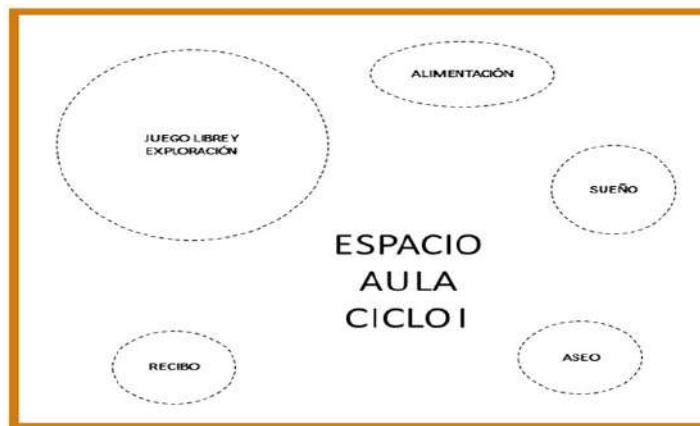 ALIMENTACIÓN
JUEGO LIBRE Y
EXPLORACIÓN
SUEÑO
ESPACIO
AULA
CICLO I
RECIBO
ASEO